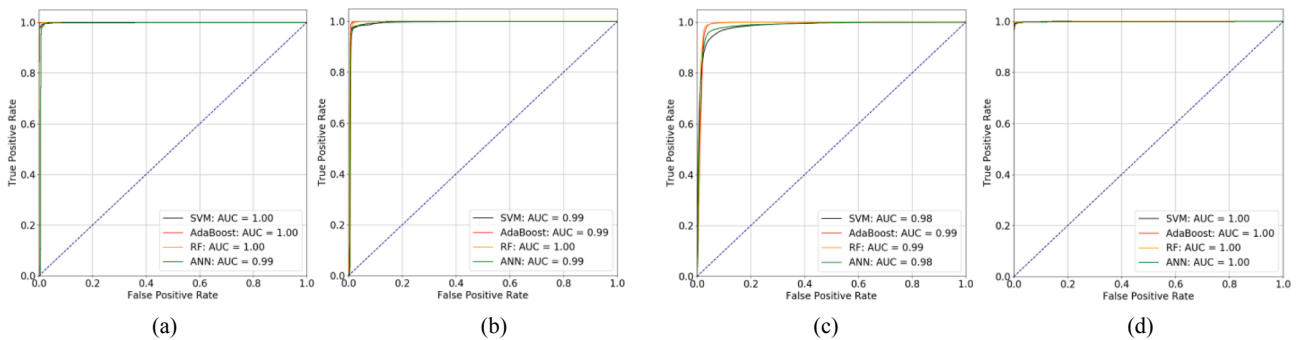 True Positive Rate
1.0
0.8
0.6
0.4
0.2
0.0
0.0 0.2 0.4 0.6 0.8 1.0
False Positive Rate
SVM: AUC = 1.00
AdaBoost: AUC = 1.00
RF: AUC = 1.00
ANN: AUC = 0.99
(a)
True Positive Rate
1.0
0.8
0.6
0.4
0.2
0.0
0.0 0.2 0.4 0.6 0.8 1.0
False Positive Rate
SVM: AUC = 0.99
AdaBoost: AUC = 0.99
RF: AUC = 1.00
ANN: AUC = 0.99
(b)
True Positive Rate
1.0
0.8
0.6
0.4
0.2
0.0
0.0 0.2 0.4 0.6 0.8 1.0
False Positive Rate
SVM: AUC = 0.98
AdaBoost: AUC = 0.99
RF: AUC = 0.99
ANN: AUC = 0.98
(c)
True Positive Rate
1.0
0.8
0.6
0.4
0.2
0.0
0.0 0.2 0.4 0.6 0.8 1.0
False Positive Rate
SVM: AUC = 1.00
AdaBoost: AUC = 1.00
RF: AUC = 1.00
ANN: AUC = 1.00
(d)